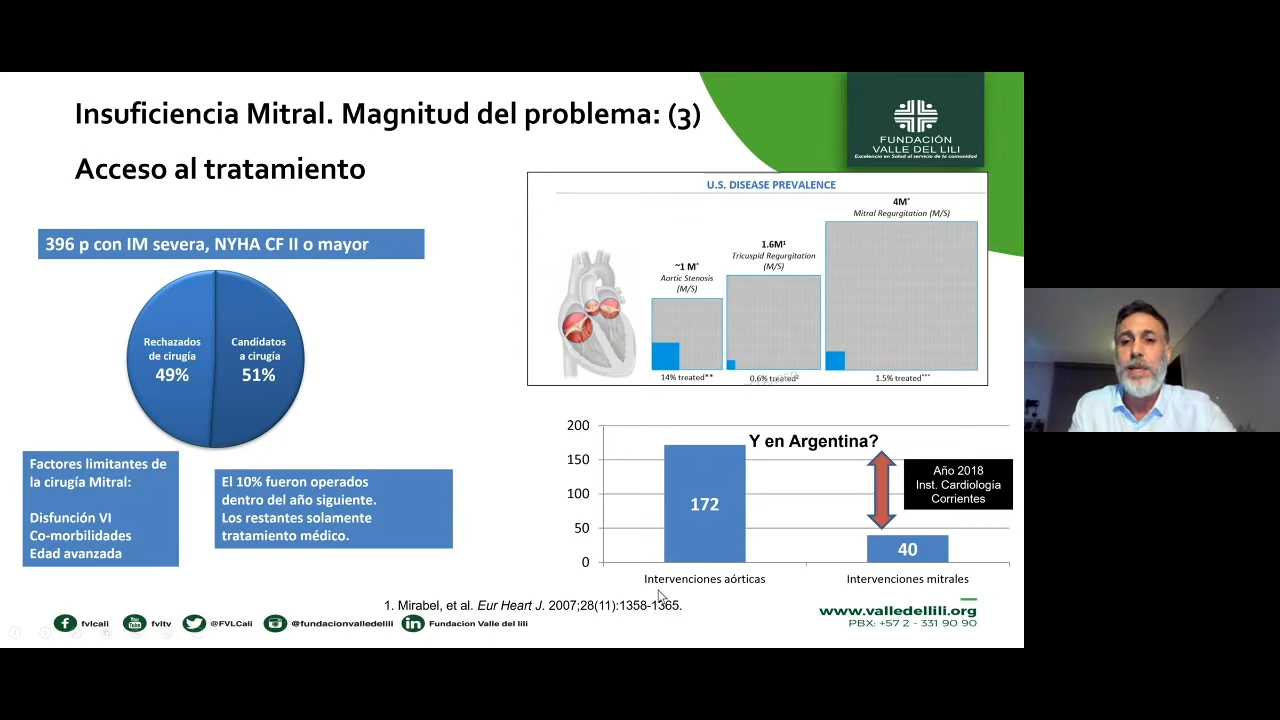 Insuficiencia Mitral. Magnitud del problema: (3)
Acceso al tratamiento
FUNDACIÓN
VALLE DEL LILI
Excelencia en Salud al servicio de la comunidad
396 p con IM severa, NYHA CF II o mayor
Rechazados
de cirugía
49%
Candidatos
a cirugía
51%
Factores limitantes de
la cirugía Mitral:
Disfunción VI
Co-morbilidades
Edad avanzada
El 10% fueron operados
dentro del año siguiente.
Los restantes solamente
tratamiento médico.
U.S. DISEASE PREVALENCE
~1 M*
Aortic Stenosis
(M/S)
14% treated**
1.6M¹
Tricuspid Regurgitation
(M/S)
0.6% treated²
4M*
Mitral Regurgitation (M/S)
1.5% treated***
Y en Argentina?
200
150
100
50
0
172
40
Año 2018
Inst. Cardiología
Corrientes
Intervenciones aórticas
Intervenciones mitrales
1. Mirabel, et al. Eur Heart J. 2007;28(11):1358-1365.
fvlcali
You
Tube
fvltv
@FVLCali
@fundacionvalledelili
Fundacion Valle del lili
www.valledellili.org
PBX: +57 2 - 331 90 90